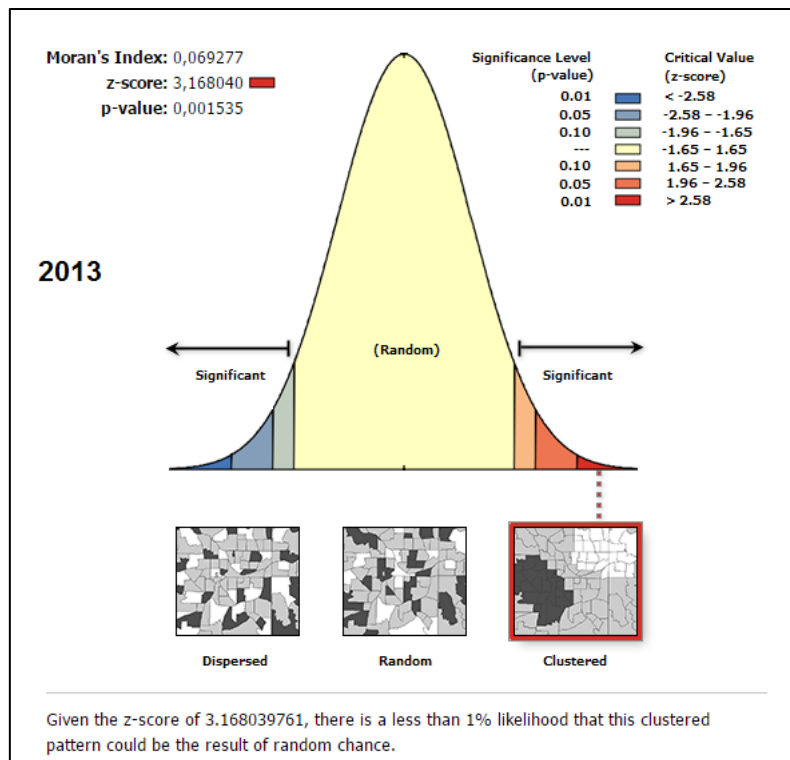 Moran's Index: 0,069277
z-score: 3,168040
p-value: 0,001535
Significance Level
(p-value)
Critical Value
(z-score)
0.01 < -2.58
0.05 -2.58 – -1.96
0.10 -1.96 – -1.65
--- -1.65 – 1.65
0.10 1.65 – 1.96
0.05 1.96 – 2.58
0.01 > 2.58
2013
(Random)
Significant
Significant
Dispersed
Random
Clustered
Given the z-score of 3.168039761, there is a less than 1% likelihood that this clustered
pattern could be the result of random chance.